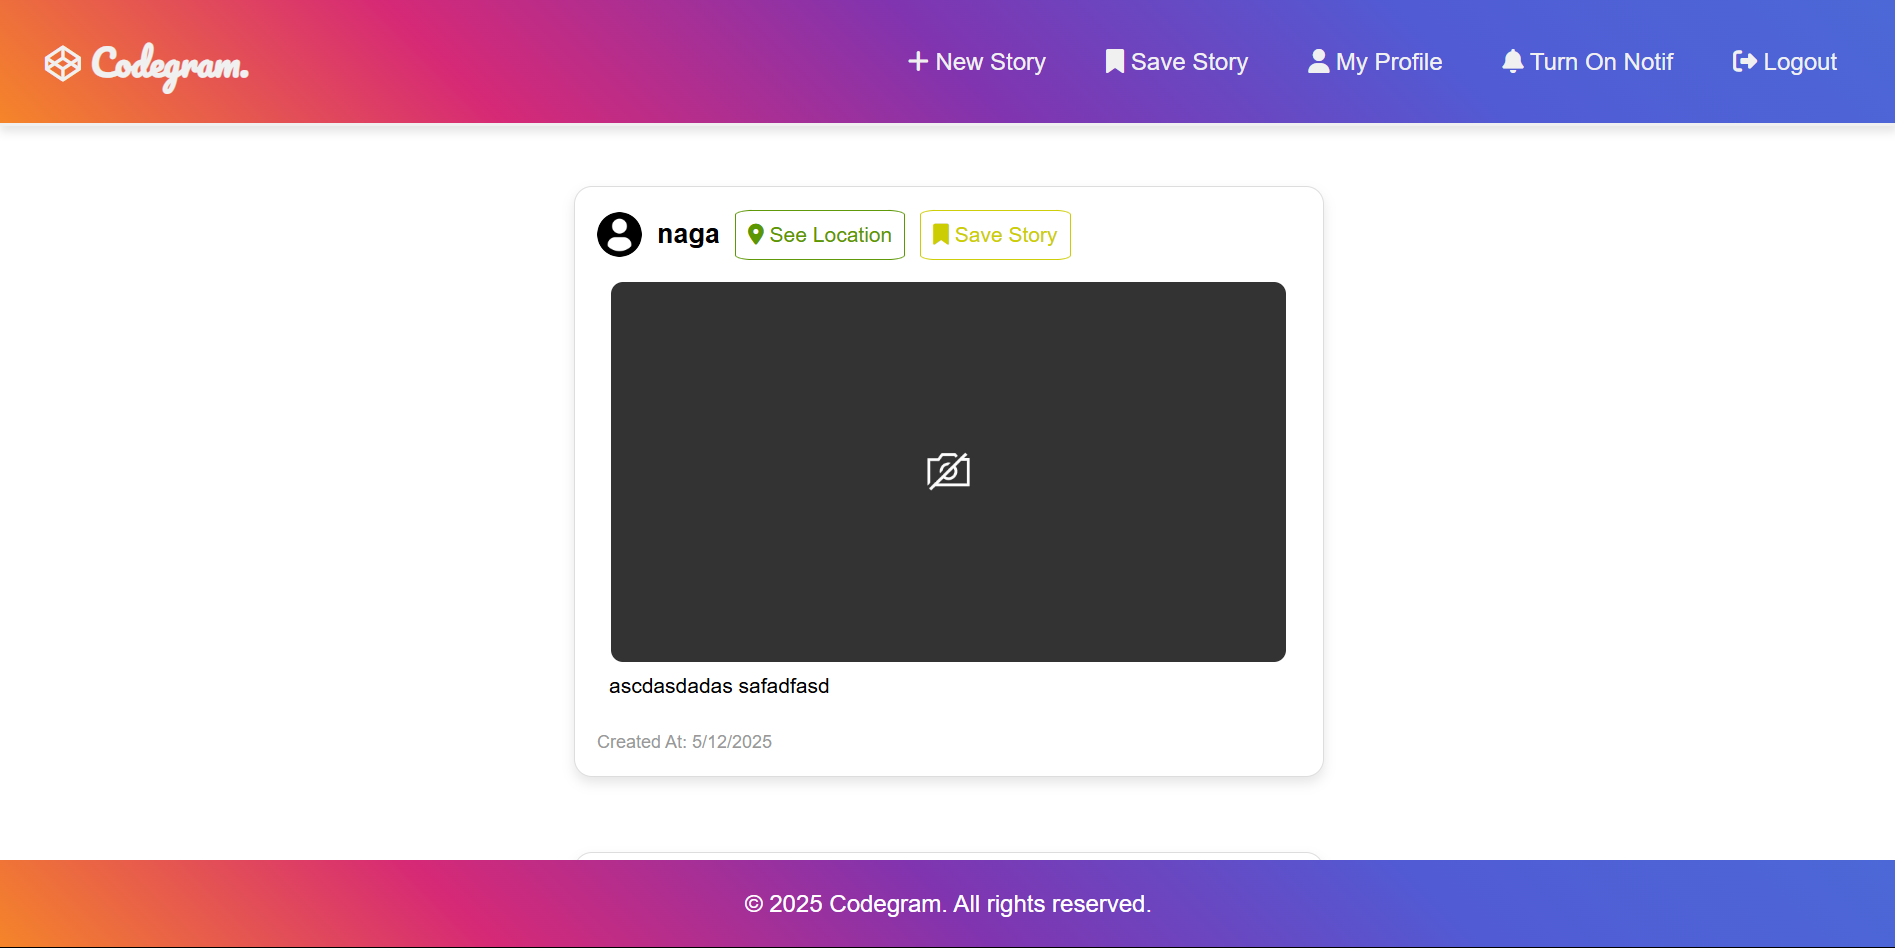 Codegram.
New Story
Save Story
My Profile
Turn On Notif
Logout
naga
See Location
Save Story
ascdasdadas safadfasd
Created At: 5/12/2025
© 2025 Codegram. All rights reserved.